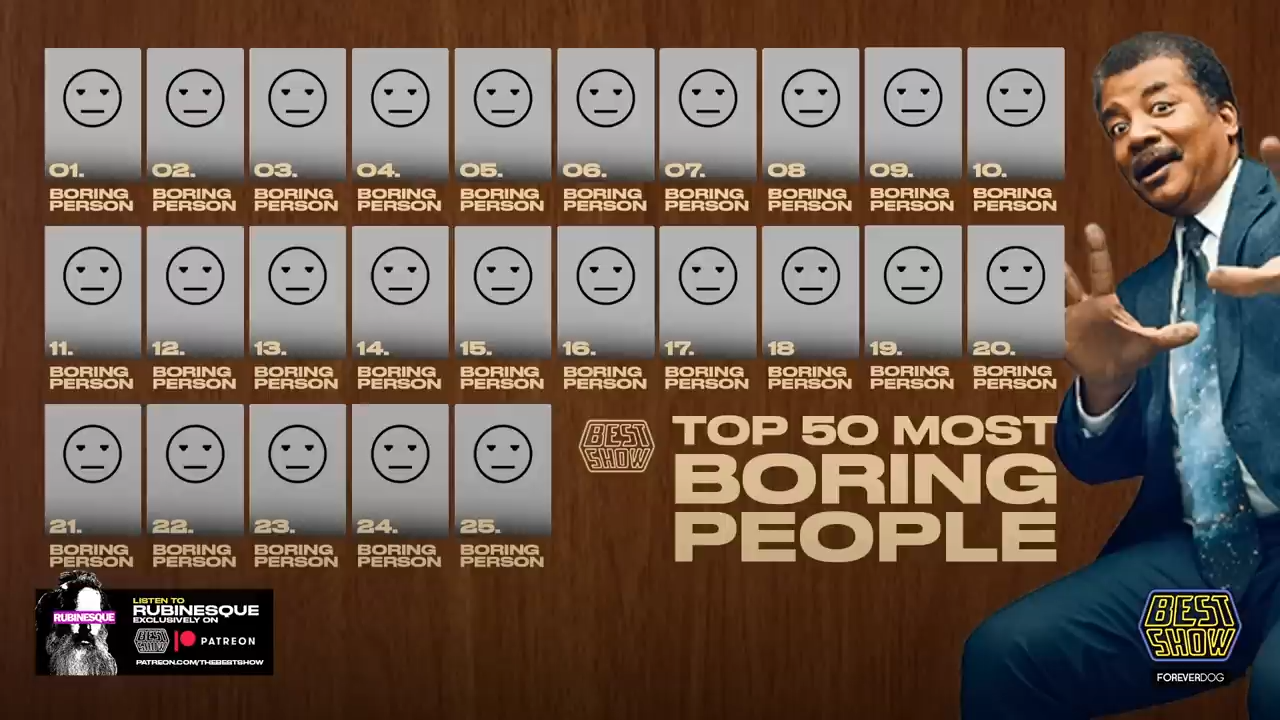 01. 02. 03. 04. 05. 06. 07. 08 09. 10.
BORING BORING BORING BORING BORING BORING BORING BORING BORING BORING
PERSON PERSON PERSON PERSON PERSON PERSON PERSON PERSON PERSON PERSON
11. 12. 13. 14. 15. 16. 17. 18 19. 20.
BORING BORING BORING BORING BORING BORING BORING BORING BORING BORING
PERSON PERSON PERSON PERSON PERSON PERSON PERSON PERSON PERSON PERSON
21. 22. 23. 24. 25.
BORING BORING BORING BORING BORING
PERSON PERSON PERSON PERSON PERSON
BEST
SHOW
TOP 50 MOST
BORING
PEOPLE
RUBINESQUE
LISTEN TO
RUBINESQUE
EXCLUSIVELY ON
BEST
SHOW
PATREON
PATREON.COM/THEBESTSHOW
BEST
SHOW
FOREVERDOG